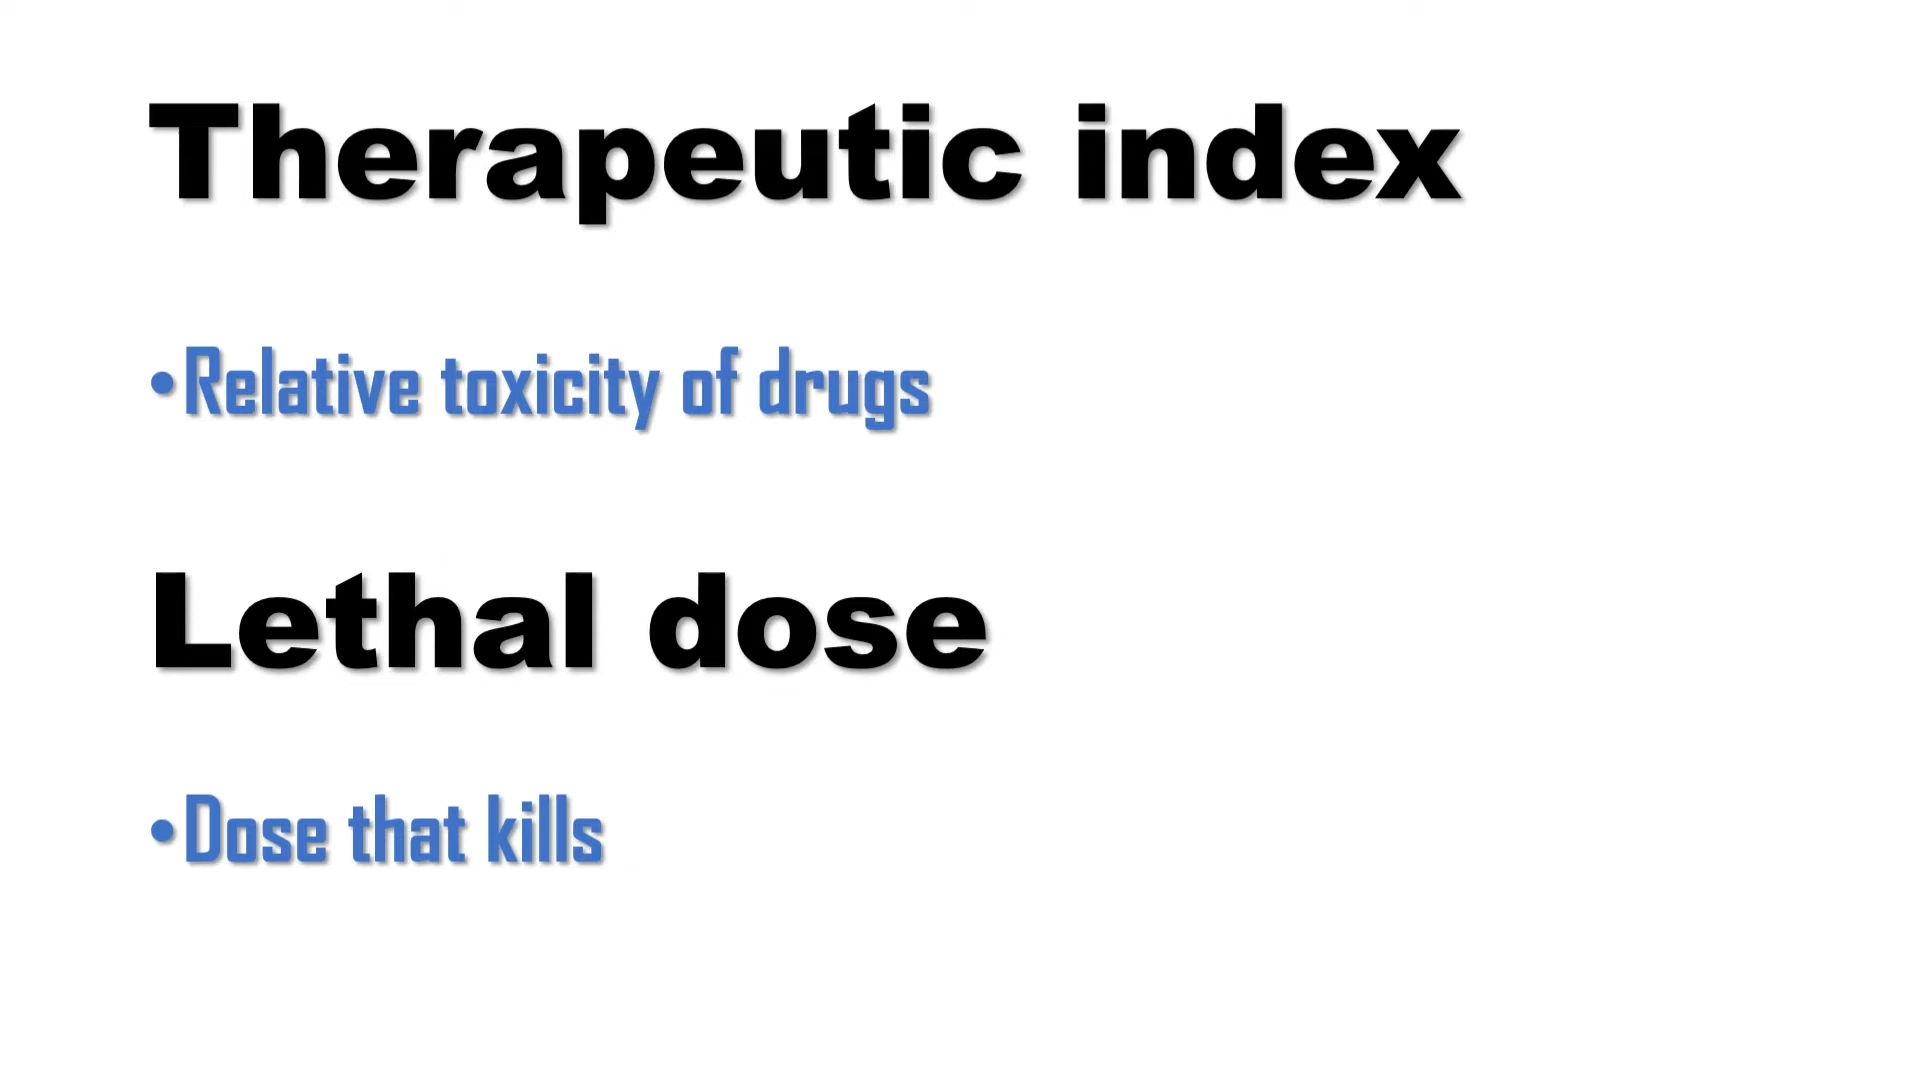 Therapeutic index
•Relative toxicity of drugs
Lethal dose
•Dose that kills